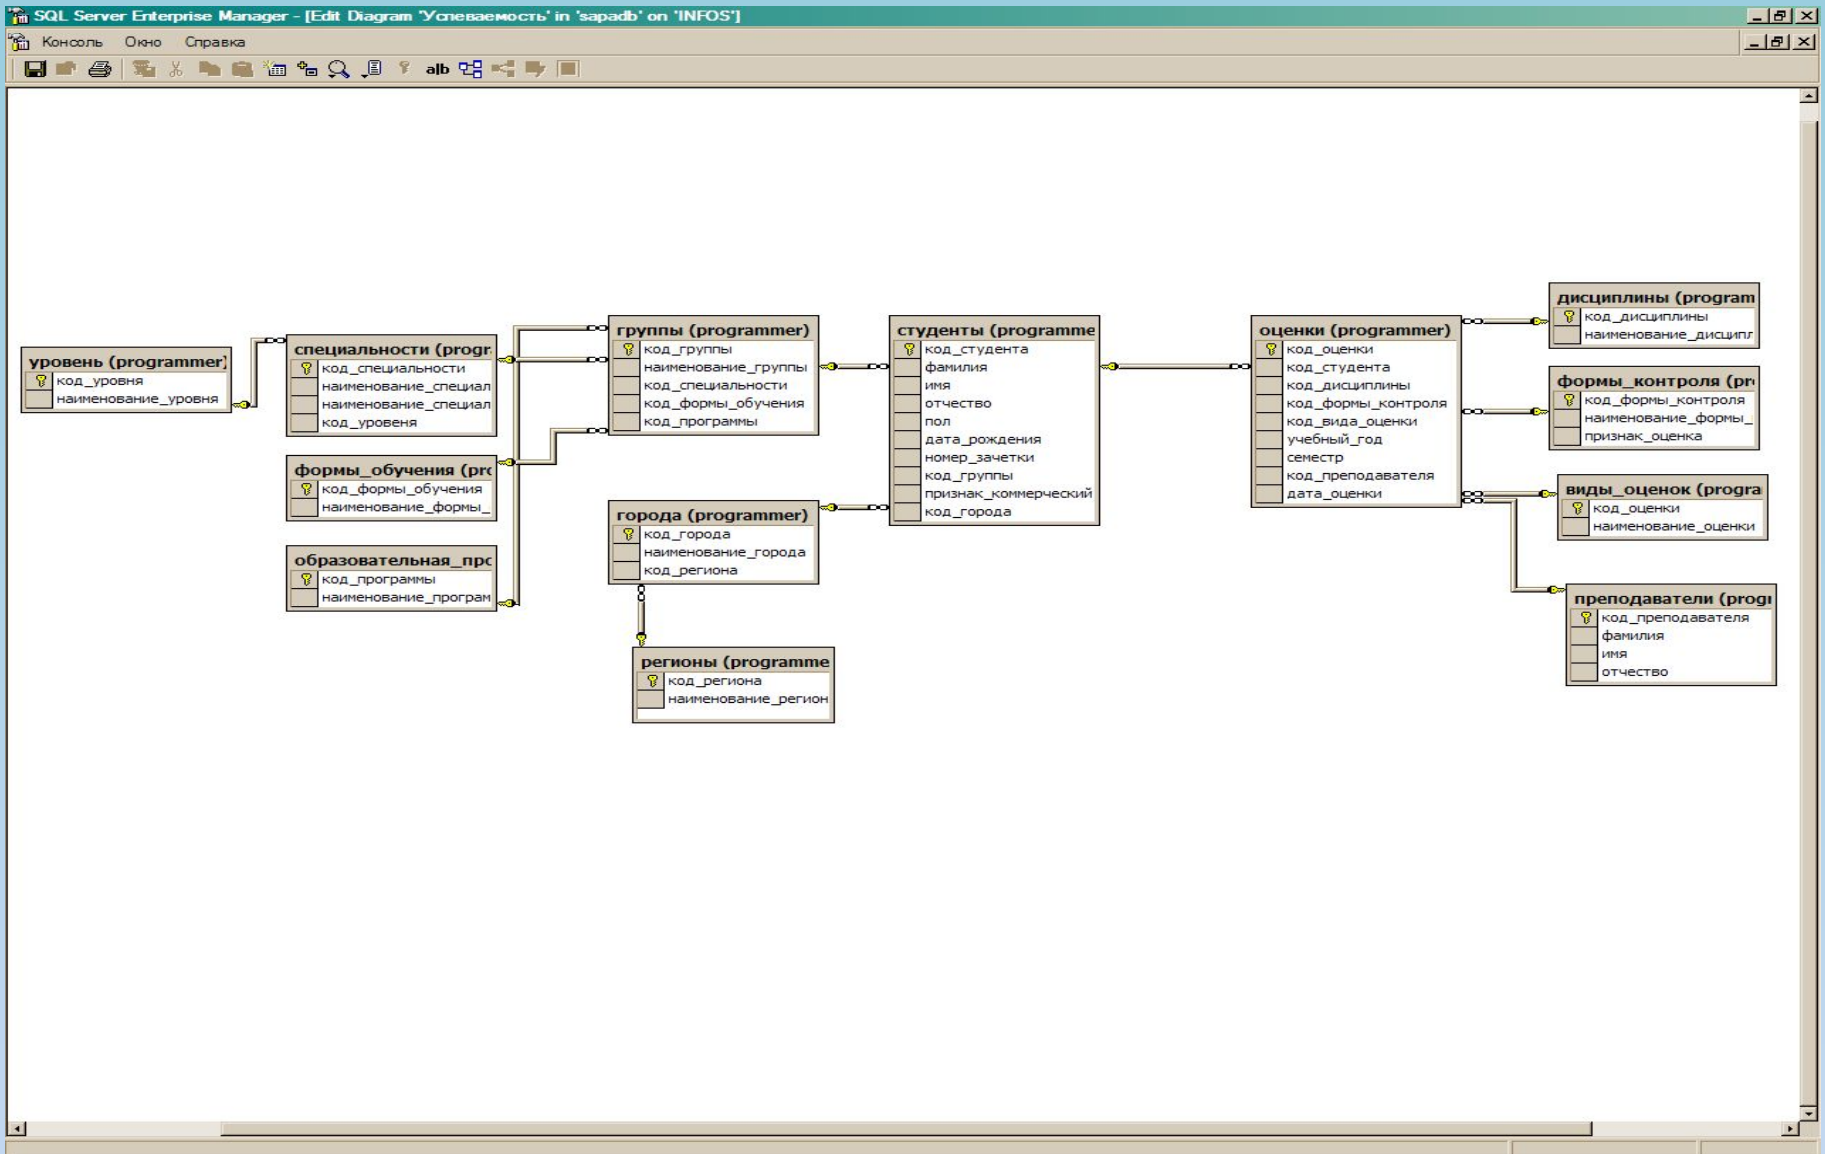 SQL Server Enterprise Manager - [Edit Diagram 'Успеваемость' in 'sapadb' on 'INFOS']
Консоль Окно Справка
a|b
уровень (programmer)
код_уровня
наименование_уровня
специальности (progr.
код_специальности
наименование_специал
наименование_специал
код_уровеня
формы_обучения (pro
код_формы_обучения
наименование_формы_
образовательная_прс
код_программы
наименование_програм
группы (programmer)
код_группы
наименование_группы
код_специальности
код_формы_обучения
код_программы
города (programmer)
код_города
наименование_города
код_региона
регионы (programme
код_региона
наименование_регион
студенты (programme
код_студента
фамилия
имя
отчество
пол
дата_рождения
номер_зачетки
код_группы
признак_коммерческий
код_города
оценки (programmer)
код_оценки
код_студента
код_дисциплины
код_формы_контроля
код_вида_оценки
учебный_год
семестр
код_преподавателя
дата_оценки
дисциплины (program
код_дисциплины
наименование_дисципл
формы_контроля (pr
код_формы_контроля
наименование_формы_
признак_оценка
виды_оценок (progra
код_оценки
наименование_оценки
преподаватели (progr
код_преподавателя
фамилия
имя
отчество